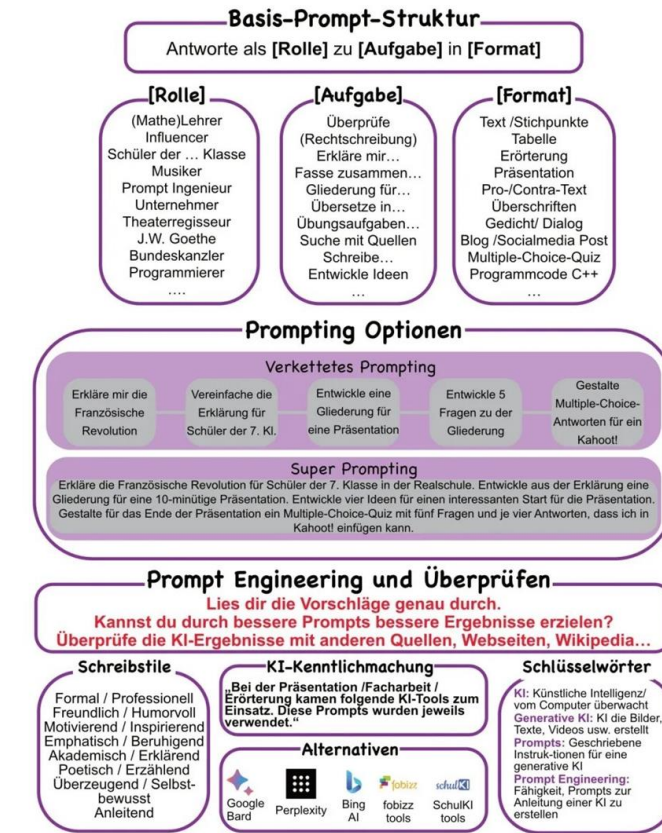 Basis-Prompt-Struktur
Antworte als [Rolle] zu [Aufgabe] in [Format]
[Rolle]
(Mathe)Lehrer
Influencer
Schüler der … Klasse
Musiker
Prompt Ingenieur
Unternehmer
Theaterregisseur
J.W. Goethe
Bundeskanzler
Programmierer
….
[Aufgabe]
Überprüfe
(Rechtschreibung)
Erkläre mir…
Fasse zusammen…
Gliederung für…
Übersetze in…
Übungsaufgaben…
Suche mit Quellen
Schreibe…
Entwickle Ideen
…
[Format]
Text /Stichpunkte
Tabelle
Erörterung
Präsentation
Pro-/Contra-Text
Überschriften
Gedicht/ Dialog
Blog /Socialmedia Post
Multiple-Choice-Quiz
Programmcode C++
…
Prompting Optionen
Verkettetes Prompting
Erkläre mir die
Französische
Revolution
Vereinfache die
Erklärung für
Schüler der 7. Kl.
Entwickle eine
Gliederung für
eine Präsentation
Entwickle 5
Fragen zu der
Gliederung
Gestalte
Multiple-Choice-
Antworten für ein
Kahoot!
Super Prompting
Erkläre die Französische Revolution für Schüler der 7. Klasse in der Realschule. Entwickle aus der Erklärung eine
Gliederung für eine 10-minütige Präsentation. Entwickle vier Ideen für einen interessanten Start für die Präsentation.
Gestalte für das Ende der Präsentation ein Multiple-Choice-Quiz mit fünf Fragen und je vier Antworten, dass ich in
Kahoot! einfügen kann.
Prompt Engineering und Überprüfen
Lies dir die Vorschläge genau durch.
Kannst du durch bessere Prompts bessere Ergebnisse erzielen?
Überprüfe die KI-Ergebnisse mit anderen Quellen, Webseiten, Wikipedia…
Schreibstile
Formal / Professionell
Freundlich / Humorvoll
Motivierend / Inspirierend
Emphatisch / Beruhigend
Akademisch / Erklärend
Poetisch / Erzählend
Überzeugend / Selbst-
bewusst
Anleitend
KI-Kenntlichmachung
„Bei der Präsentation /Facharbeit /
Erörterung kamen folgende KI-Tools zum
Einsatz. Diese Prompts wurden jeweils
verwendet.“
Alternativen
Google
Bard
Perplexity
Bing
AI
fobizz
fobizz
tools
schulKI
SchulKI
tools
Schlüsselwörter
KI: Künstliche Intelligenz/
vom Computer überwacht
Generative KI: KI die Bilder,
Texte, Videos usw. erstellt
Prompts: Geschriebene
Instruk-tionen für eine
generative KI
Prompt Engineering:
Fähigkeit, Prompts zur
Anleitung einer KI zu
erstellen